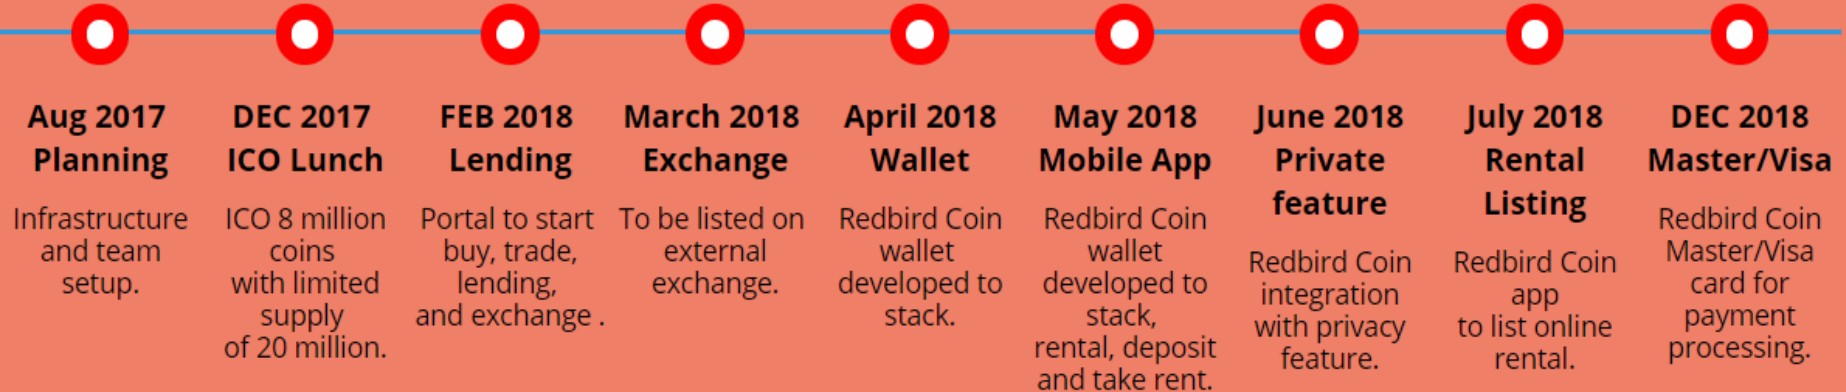 Aug 2017
Planning
Infrastructure
and team
setup.
DEC 2017
ICO Lunch
ICO 8 million
coins
with limited
supply
of 20 million.
FEB 2018
Lending
Portal to start
buy, trade,
lending,
and exchange .
March 2018
Exchange
To be listed on
external
exchange.
April 2018
Wallet
Redbird Coin
wallet
developed to
stack.
May 2018
Mobile App
Redbird Coin
wallet
developed to
stack,
rental, deposit
and take rent.
June 2018
Private
feature
Redbird Coin
integration
with privacy
feature.
July 2018
Rental
Listing
Redbird Coin
app
to list online
rental.
DEC 2018
Master/Visa
Redbird Coin
Master/Visa
card for
payment
processing.